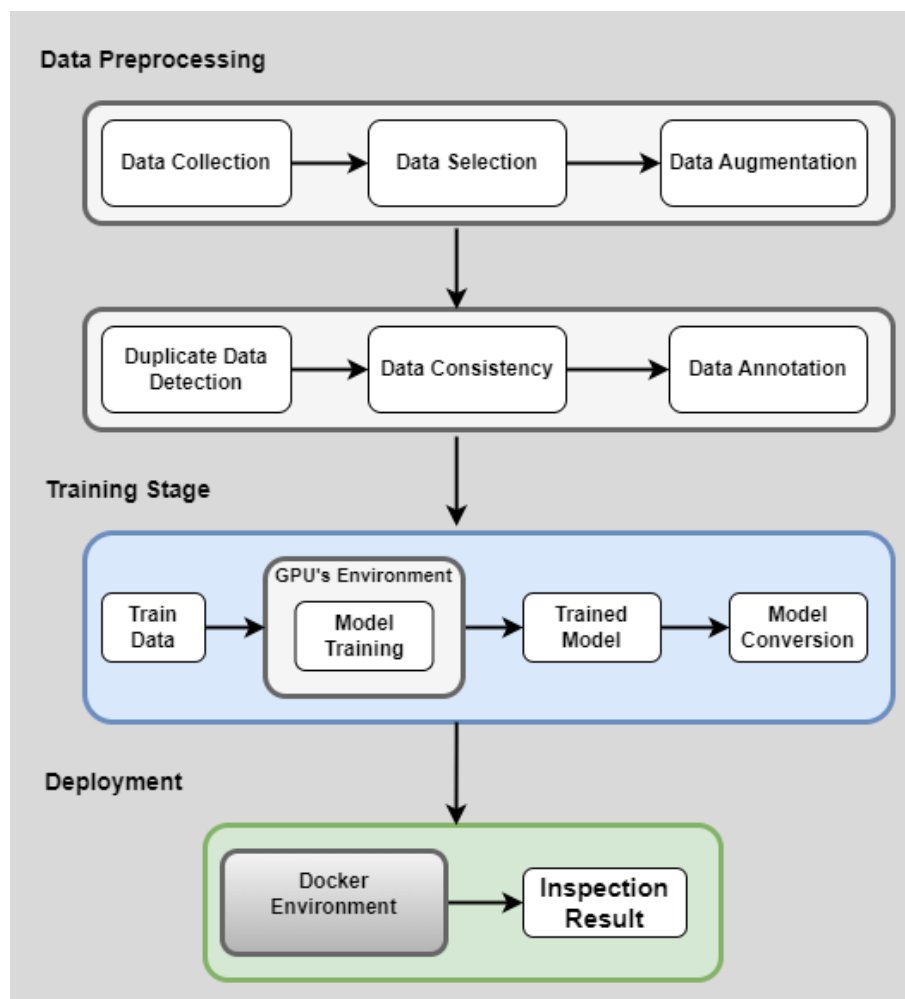 Data Preprocessing
Data Collection
Data Selection
Data Augmentation
Duplicate Data
Detection
Data Consistency
Data Annotation
Training Stage
GPU's Environment
Train
Data
Model
Training
Trained
Model
Model
Conversion
Deployment
Docker
Environment
Inspection
Result